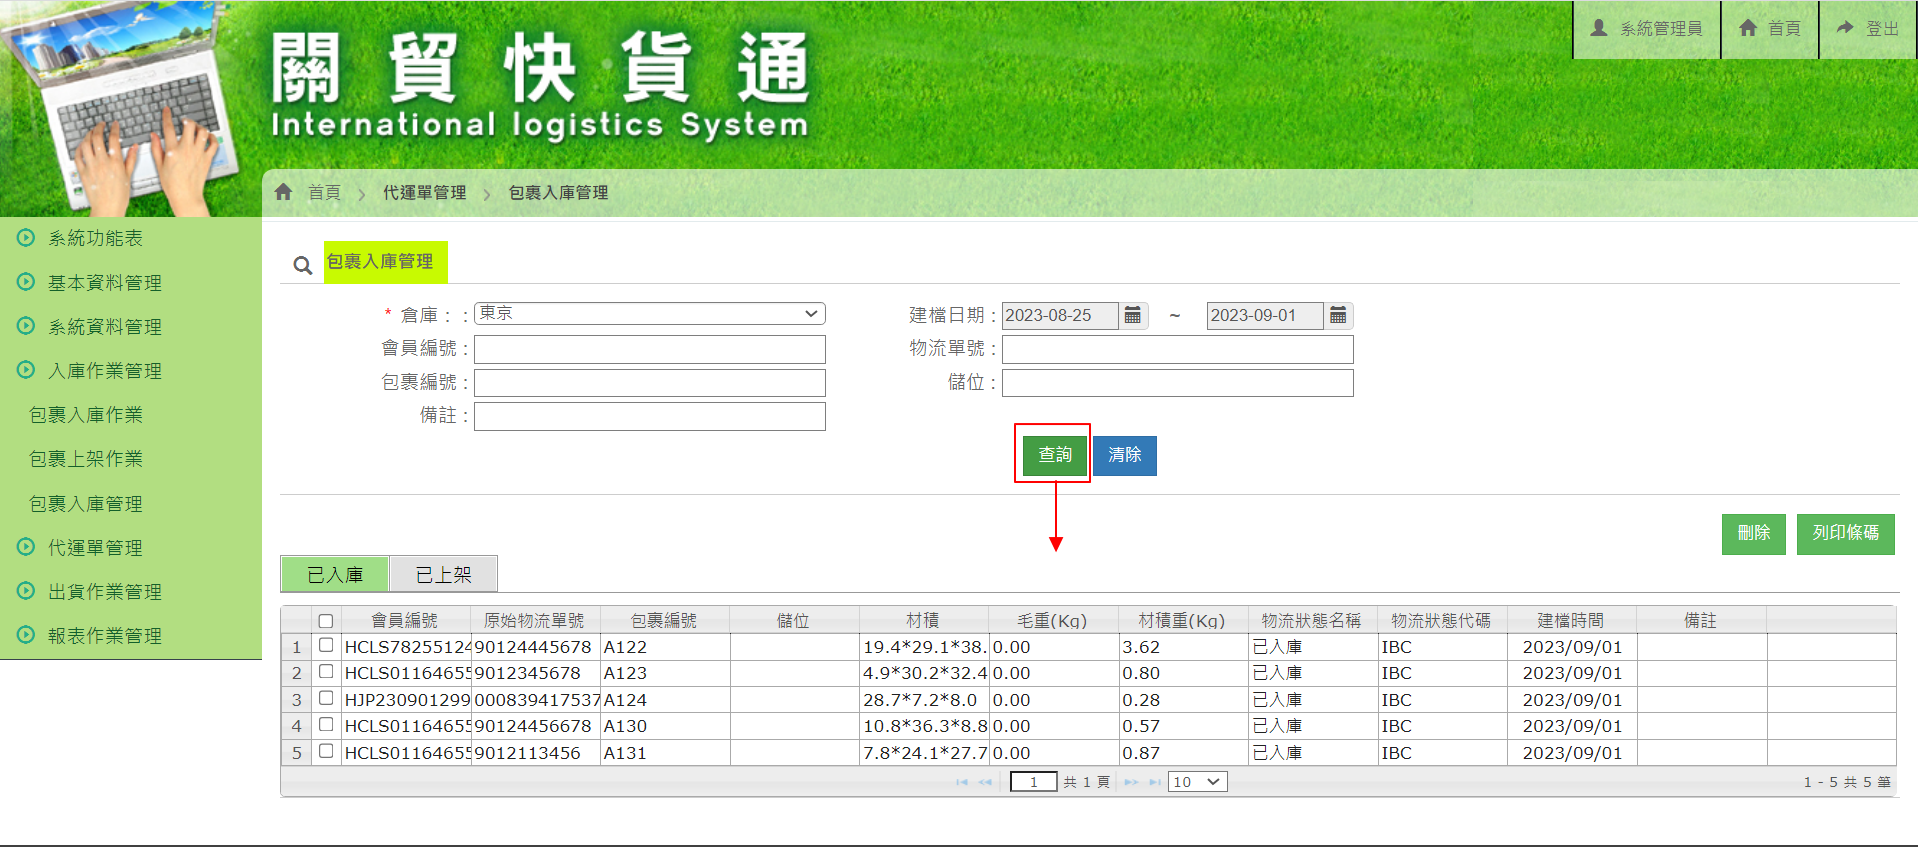 系統管理員 首頁 登出
關貿快貨通
International logistics System
首頁 代運單管理 包裹入庫管理
系統功能表
基本資料管理
系統資料管理
入庫作業管理
包裹入庫作業
包裹上架作業
包裹入庫管理
代運單管理
出貨作業管理
報表作業管理
包裹入庫管理
* 倉庫：: 東京 建檔日期: 2023-08-25 ~ 2023-09-01
會員編號: 物流單號:
包裹編號: 儲位:
備註:
查詢 清除
刪除 列印條碼
已入庫 已上架
會員編號 原始物流單號 包裹編號 儲位 材積 毛重(Kg) 材積重(Kg) 物流狀態名稱 物流狀態代碼 建檔時間 備註
1 HCLS78255124 90124445678 A122 19.4*29.1*38. 0.00 3.62 已入庫 IBC 2023/09/01
2 HCLS01164655 9012345678 A123 4.9*30.2*32.4 0.00 0.80 已入庫 IBC 2023/09/01
3 HJP230901299 000839417537 A124 28.7*7.2*8.0 0.00 0.28 已入庫 IBC 2023/09/01
4 HCLS01164655 90124456678 A130 10.8*36.3*8.8 0.00 0.57 已入庫 IBC 2023/09/01
5 HCLS01164655 9012113456 A131 7.8*24.1*27.7 0.00 0.87 已入庫 IBC 2023/09/01
1 共 1 頁 10 1 - 5 共 5 筆